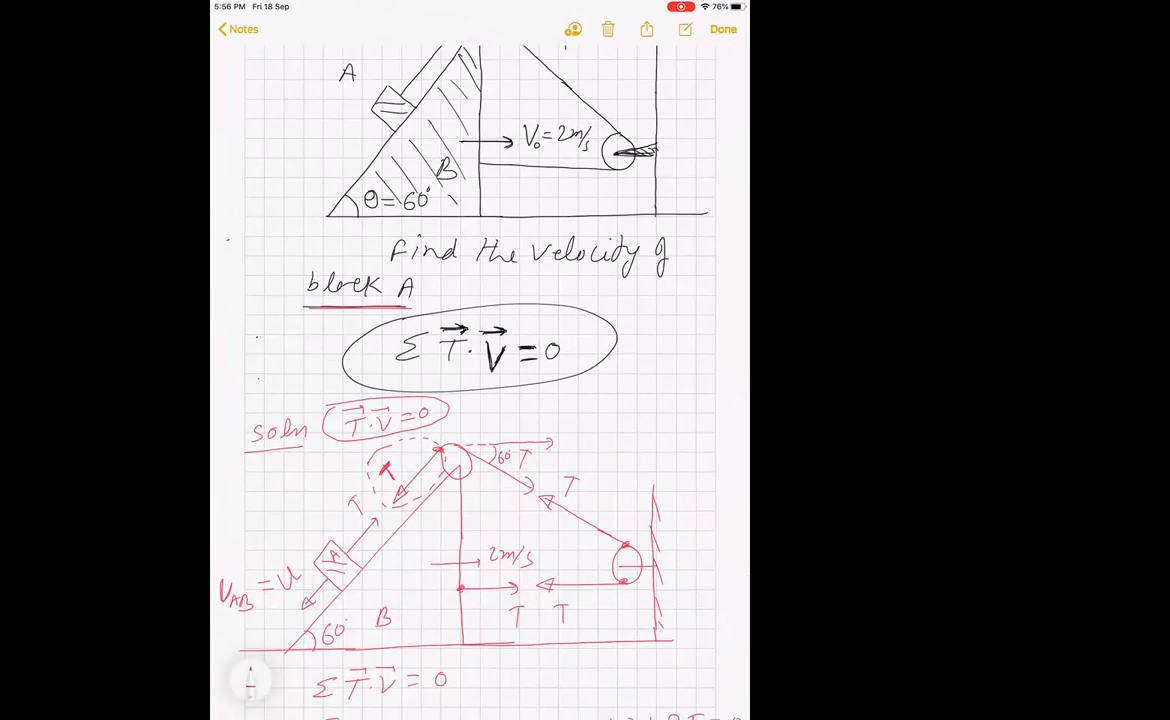 5:56 PM Fri 18 Sep
76%
Notes
Done
A
V₀ = 2m/s
B
θ = 60°
Find the velocity of
block A
Σ T⃗ · V⃗ = 0
soln T⃗ · V⃗ = 0
60° T
T
T
T
A
2m/s
V_AB = u
T T
B
60°
Σ T⃗ · V⃗ = 0